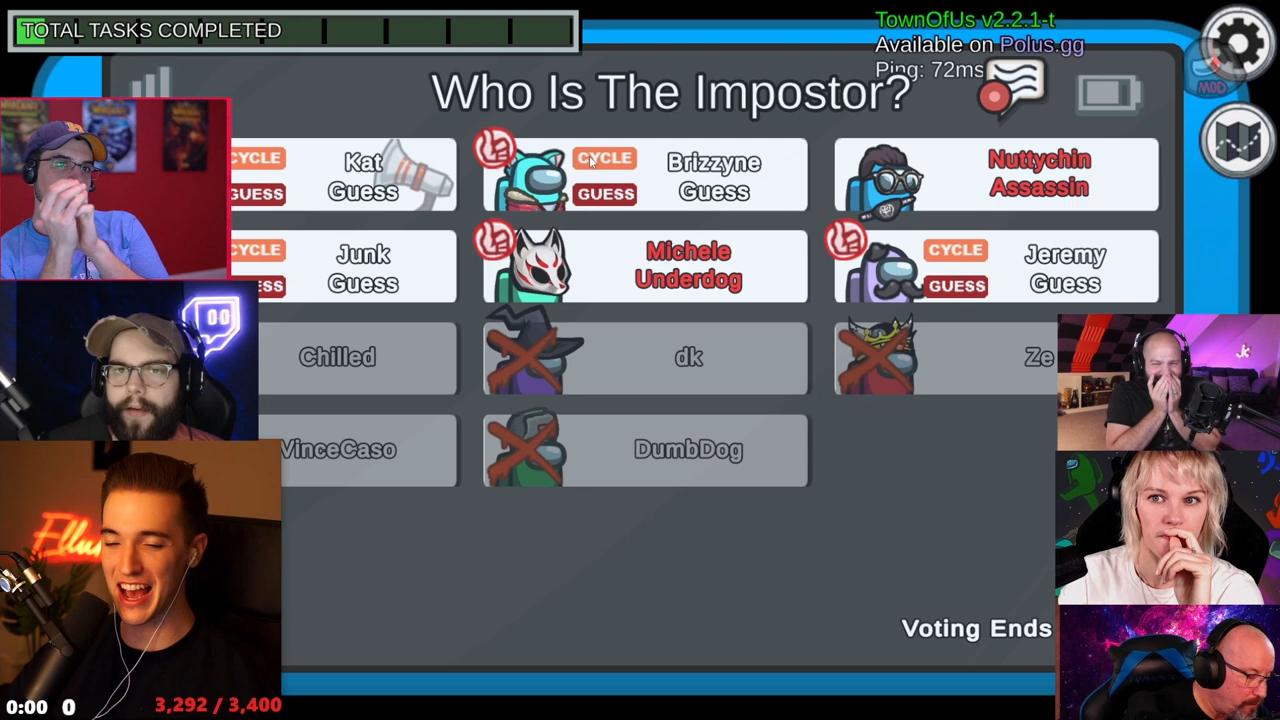 TOTAL TASKS COMPLETED
TownOfUs v2.2.1-t
Available on Polus.gg
Ping: 72ms
MOD
Who Is The Impostor?
CYCLE
GUESS
Kat
Guess
CYCLE
GUESS
Brizzyne
Guess
Nuttychin
Assassin
CYCLE
Junk
Guess
Michele
Underdog
CYCLE
GUESS
Jeremy
Guess
Chilled
dk
Ze
VinceCaso
DumbDog
Voting Ends
0:00 0
3,292 / 3,400